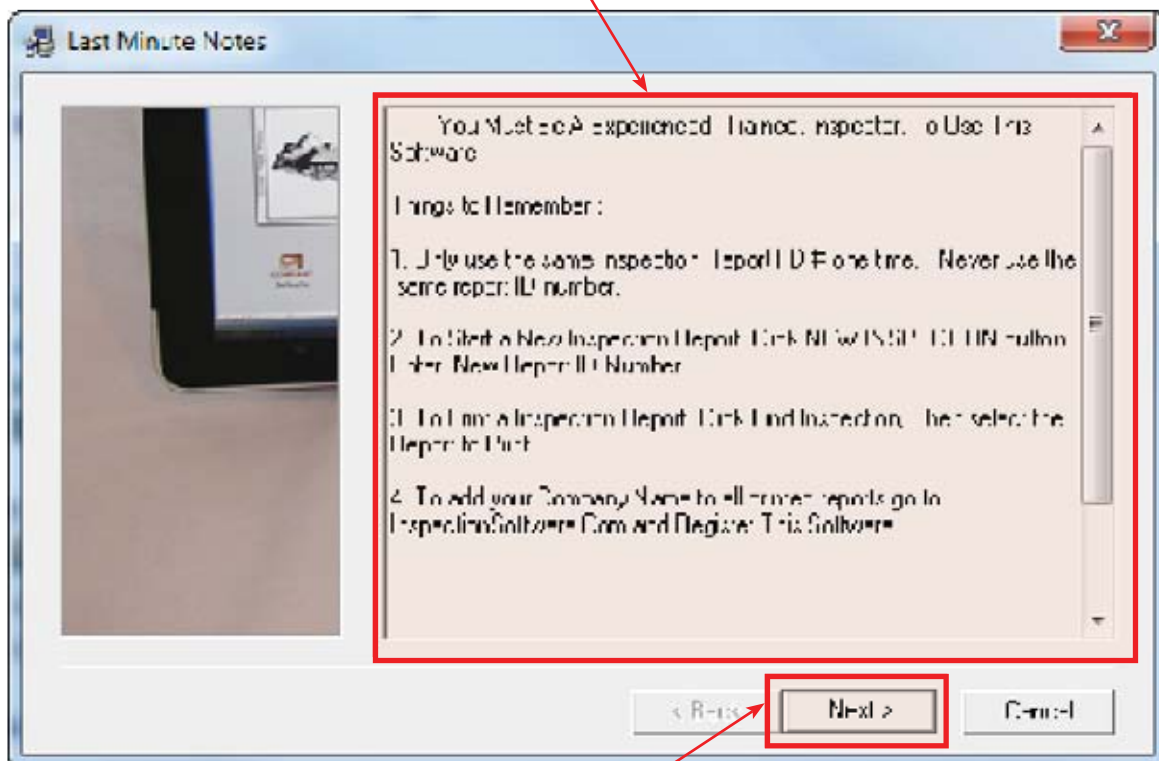 Last Minute Notes
You Must Be A Experienced Trained Inspector, To Use This
Software
Things to Remember :
1. Only use the same Inspection Report ID # one time. Never use the
same report ID number.
2. To Start a New Inspection Report Click NEW INSPECTION button
Enter New Report ID Number
3. To Print a Inspection Report Click Find Inspection, Then select the
Report to Print
4. To add your Company Name to all printed reports go to
InspectionSoftware.Com and Register This Software
< Back
Next >
Cancel